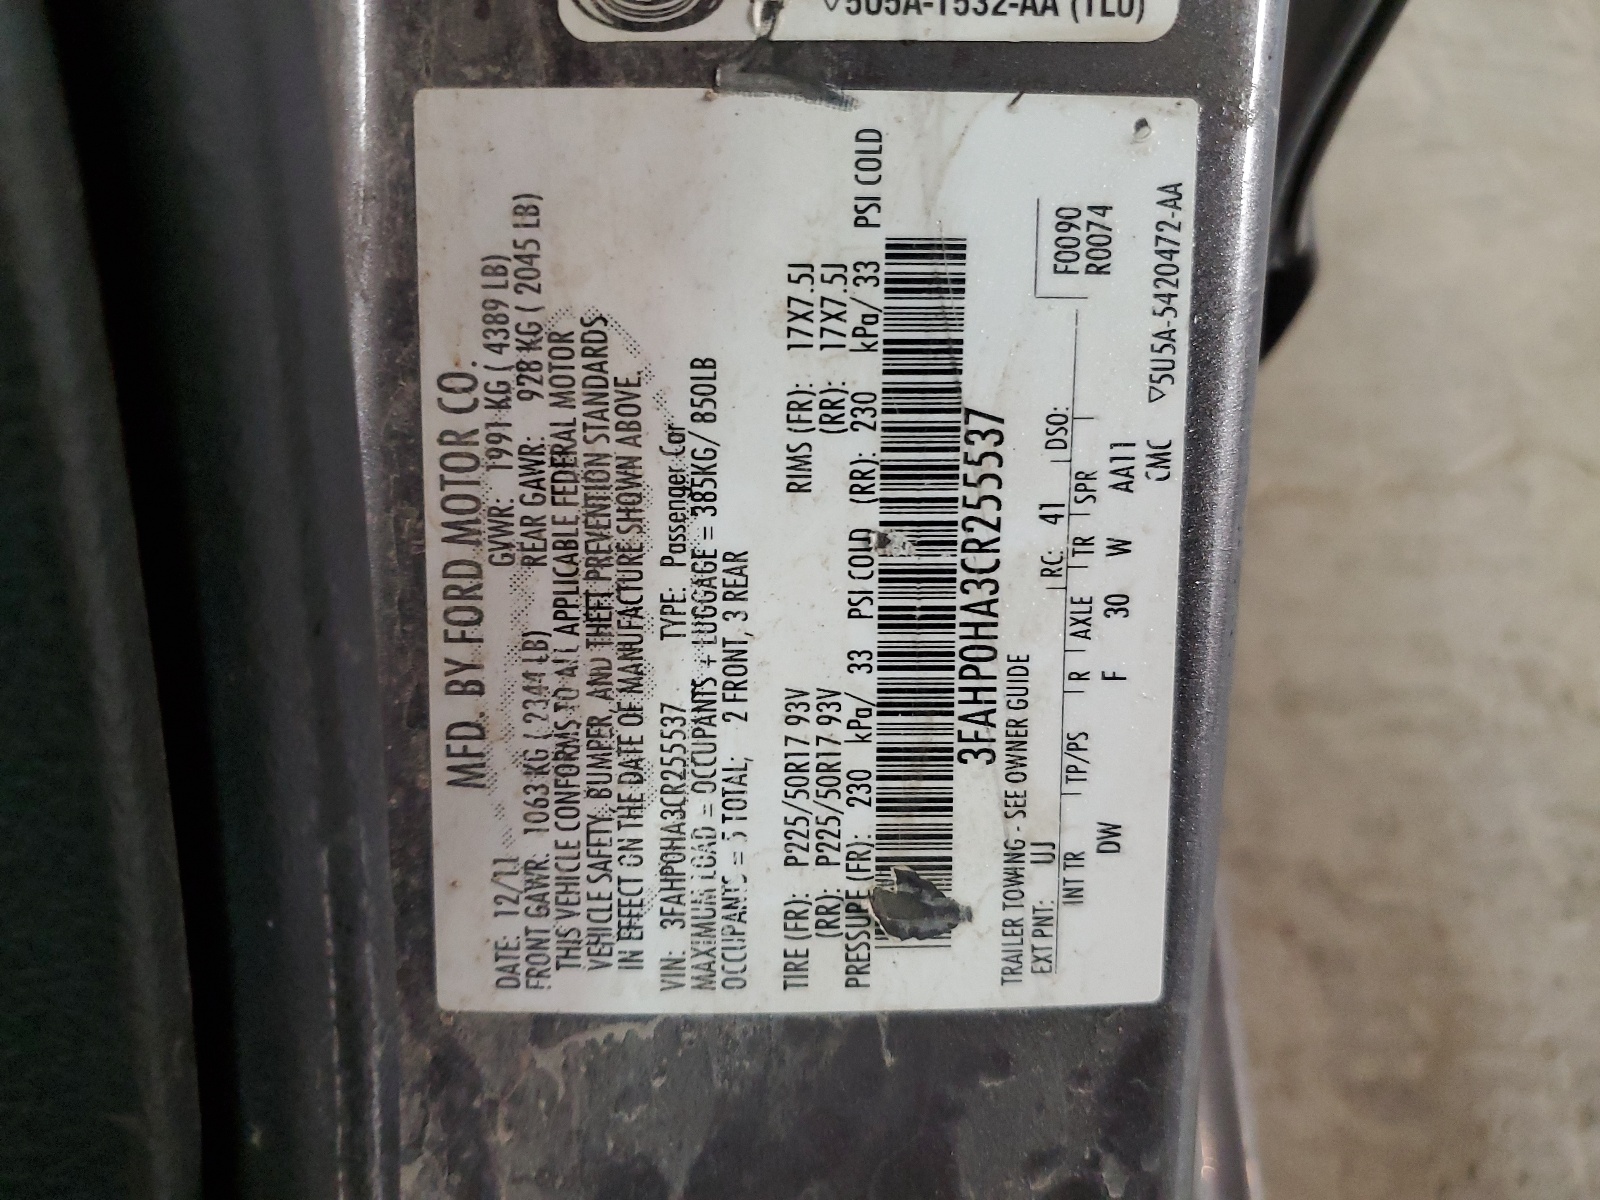 ▽5U5A-1532-AA (TLU)
MFD. BY FORD MOTOR CO.
DATE: 12/11 GVWR: 1991 KG ( 4389 LB)
FRONT GAWR: 1063 KG ( 2344 LB) REAR GAWR: 928 KG ( 2045 LB)
THIS VEHICLE CONFORMS TO ALL APPLICABLE FEDERAL MOTOR
VEHICLE SAFETY, BUMPER, AND THEFT PREVENTION STANDARDS
IN EFFECT ON THE DATE OF MANUFACTURE SHOWN ABOVE.
VIN: 3FAHP0HA3CR255537 TYPE: Passenger Car
MAXIMUM LOAD = OCCUPANTS + LUGGAGE = 385KG/ 850LB
OCCUPANTS = 5 TOTAL; 2 FRONT, 3 REAR
TIRE (FR): P225/50R17 93V RIMS (FR): 17X7.5J
(RR): P225/50R17 93V (RR): 17X7.5J
PRESSURE (FR): 230 kPa/ 33 PSI COLD (RR): 230 kPa/ 33 PSI COLD
3FAHP0HA3CR255537
TRAILER TOWING - SEE OWNER GUIDE
EXT PNT: UJ RC: 41 DSO: F0090
R0074
INT TR TP/PS R AXLE TR SPR
DW F 30 W AA11
CMC ▽5U5A-5420472-AA